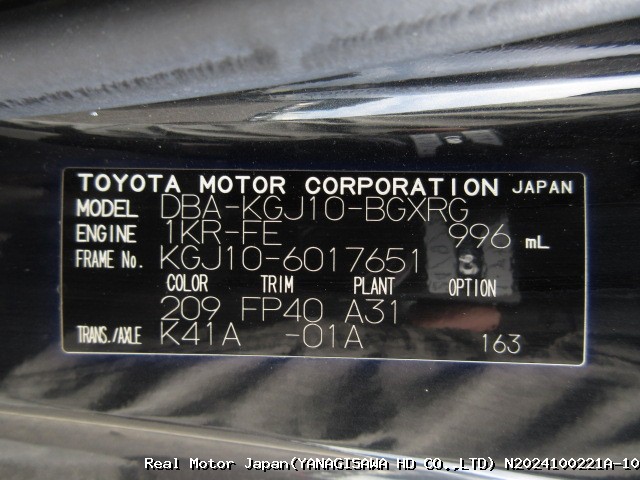 TOYOTA MOTOR CORPORATION JAPAN
MODEL DBA-KGJ10-BGXRG
ENGINE 1KR-FE 996 mL
FRAME No. KGJ10-6017651
COLOR TRIM PLANT OPTION
209 FP40 A31
TRANS./AXLE K41A -01A 163
Real Motor Japan(YANAGISAWA HD CO.,LTD) N2024100221A-10